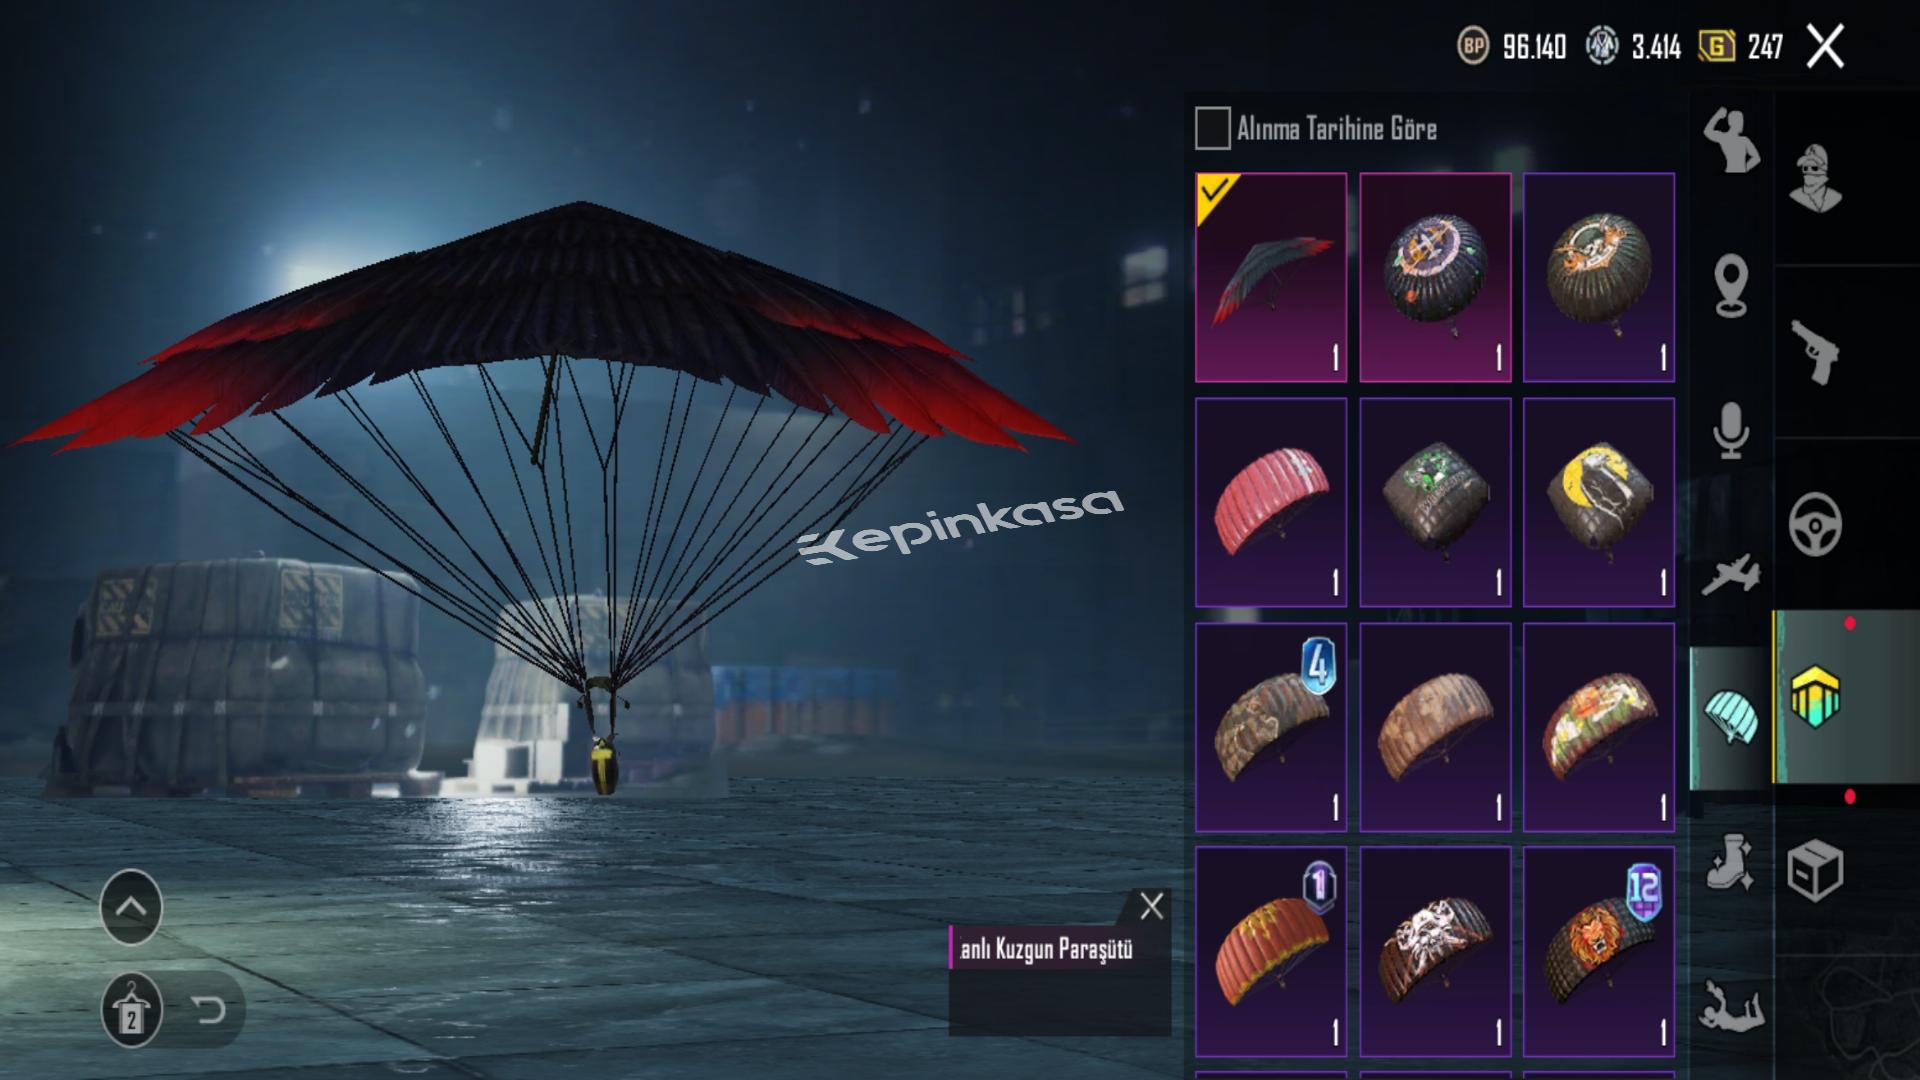 BP 96.140 3.414 G 247
Alınma Tarihine Göre
1 1 1
1 1 1
4
1 1 1
1 12
1 1 1
epinkasa
anlı Kuzgun Paraşütü
2